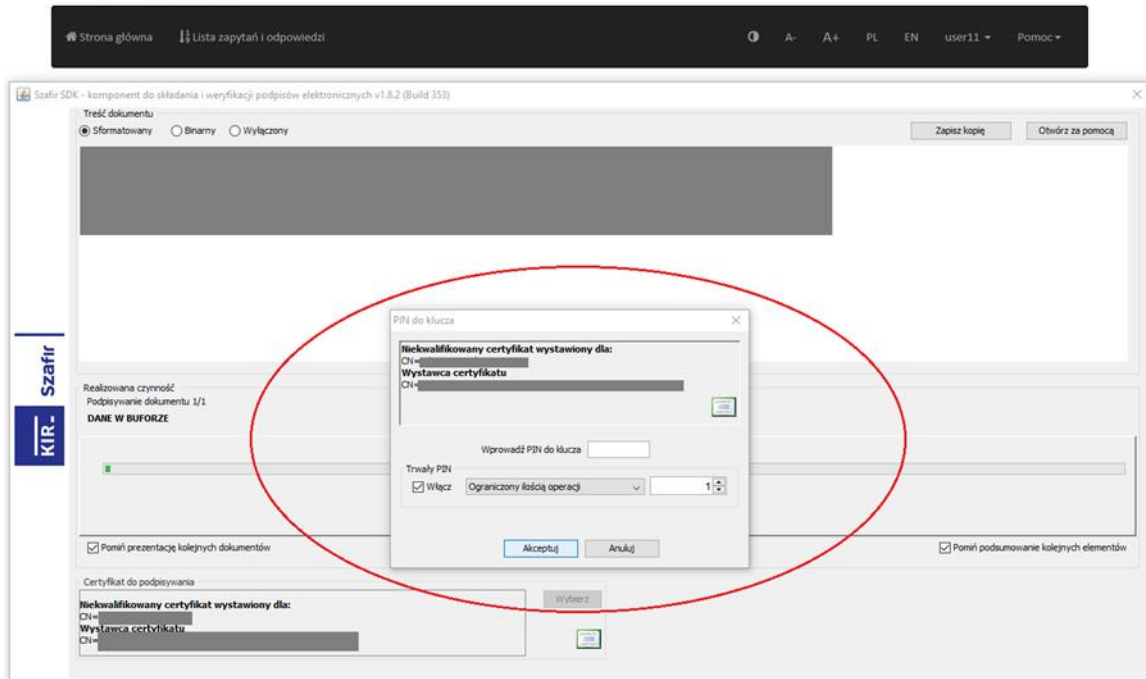 Strona główna
Lista zapytań i odpowiedzi
A-
A+
PL
EN
user11
Pomoc
Szafir SDK - komponent do składania i weryfikacji podpisów elektronicznych v1.8.2 (Build 353)
Treść dokumentu
Sformatowany
Binarny
Wyłączony
Zapisz kopię
Otwórz za pomocą
PIN do klucza
Niekwalifikowany certyfikat wystawiony dla:
CN=
Wystawca certyfikatu
CN=
Wprowadź PIN do klucza
Trwały PIN
Włącz
Ograniczony ilością operacji
1
Akceptuj
Anuluj
Szafir
KIR.
Realizowana czynność
Podpisywanie dokumentu 1/1
DANE W BUFORZE
Pomiń prezentację kolejnych dokumentów
Pomiń podsumowanie kolejnych elementów
Certyfikat do podpisywania
Niekwalifikowany certyfikat wystawiony dla:
CN=
Wystawca certyfikatu
CN=
Wybierz